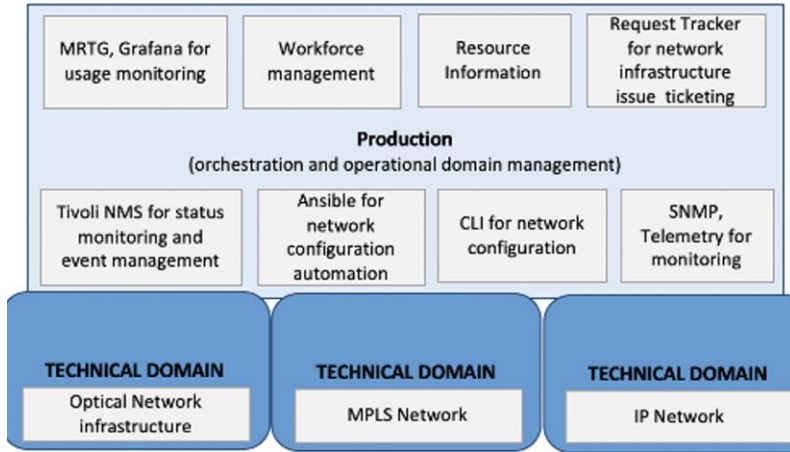 MRTG, Grafana for
usage monitoring
Workforce
management
Resource
Information
Request Tracker
for network
infrastructure
issue ticketing
Production
(orchestration and operational domain management)
Tivoli NMS for status
monitoring and
event management
Ansible for
network
configuration
automation
CLI for network
configuration
SNMP,
Telemetry for
monitoring
TECHNICAL DOMAIN
Optical Network
infrastructure
TECHNICAL DOMAIN
MPLS Network
TECHNICAL DOMAIN
IP Network